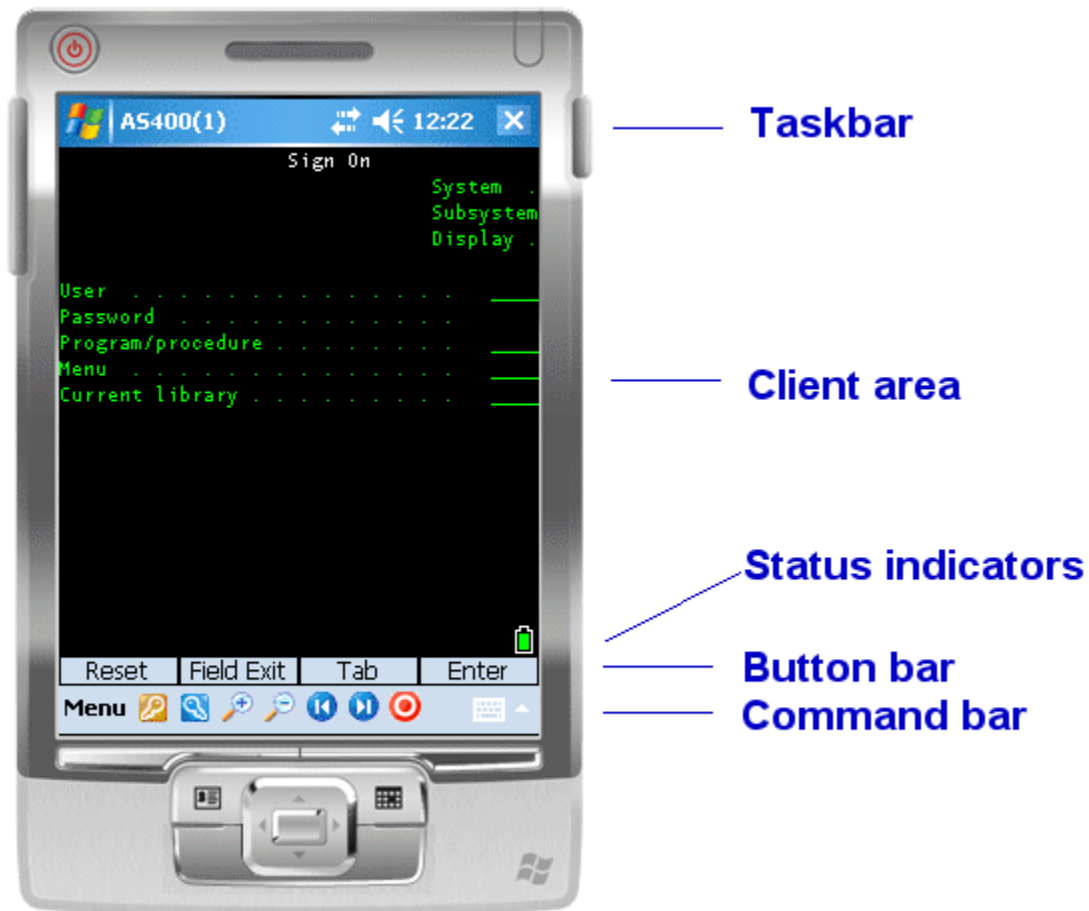 AS400(1) 12:22
Taskbar
Sign On
System .
Subsystem
Display .
User . . . . . . . . . . . . . .
Password . . . . . . . . . . . .
Program/procedure . . . . . . . .
Menu . . . . . . . . . . . . . .
Client area
Current library . . . . . . . . .
Status indicators
Reset Field Exit Tab Enter
Button bar
Menu
Command bar